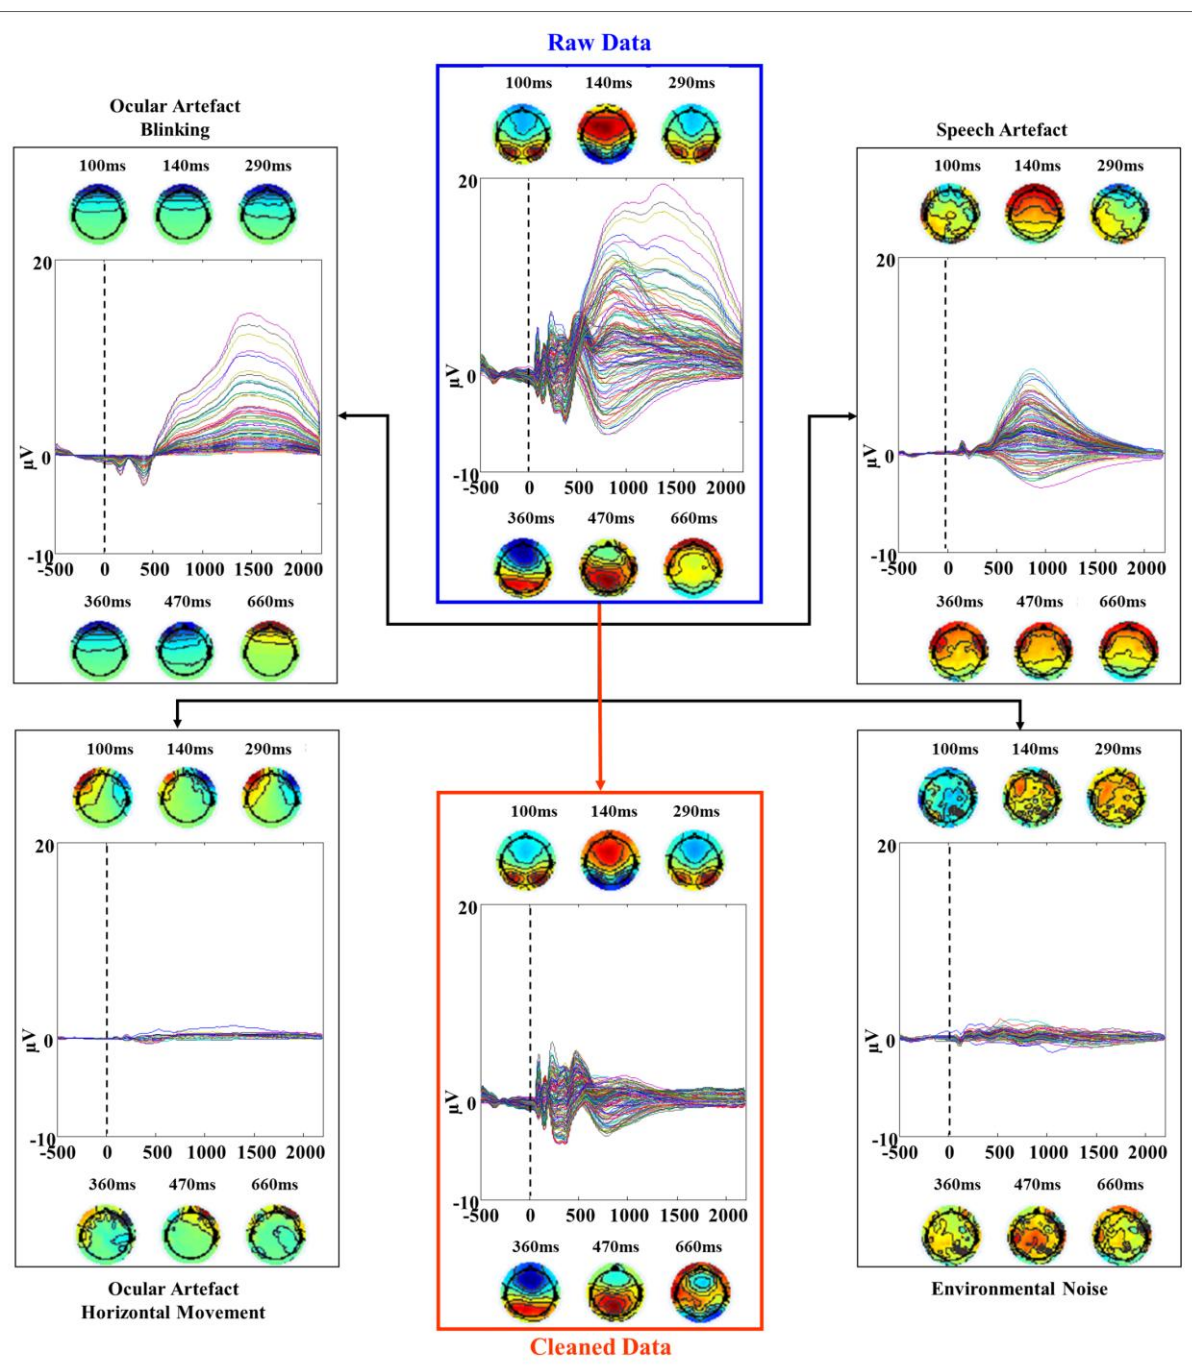 Raw Data
100ms 140ms 290ms
20
0
μV
-10
-500 0 500 1000 1500 2000
360ms 470ms 660ms
Ocular Artefact
Blinking
100ms 140ms 290ms
20
0
μV
-10
-500 0 500 1000 1500 2000
360ms 470ms 660ms
Speech Artefact
100ms 140ms 290ms
20
0
μV
-10
-500 0 500 1000 1500 2000
360ms 470ms 660ms
100ms 140ms 290ms
20
0
μV
-10
-500 0 500 1000 1500 2000
360ms 470ms 660ms
Ocular Artefact
Horizontal Movement
100ms 140ms 290ms
20
0
μV
-10
-500 0 500 1000 1500 2000
360ms 470ms 660ms
Cleaned Data
100ms 140ms 290ms
20
0
μV
-10
-500 0 500 1000 1500 2000
360ms 470ms 660ms
Environmental Noise